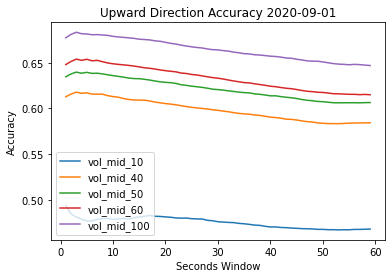 Upward Direction Accuracy 2020-09-01
Accuracy
0.65
0.60
0.55
0.50
vol_mid_10
vol_mid_40
vol_mid_50
vol_mid_60
vol_mid_100
0 10 20 30 40 50 60
Seconds Window